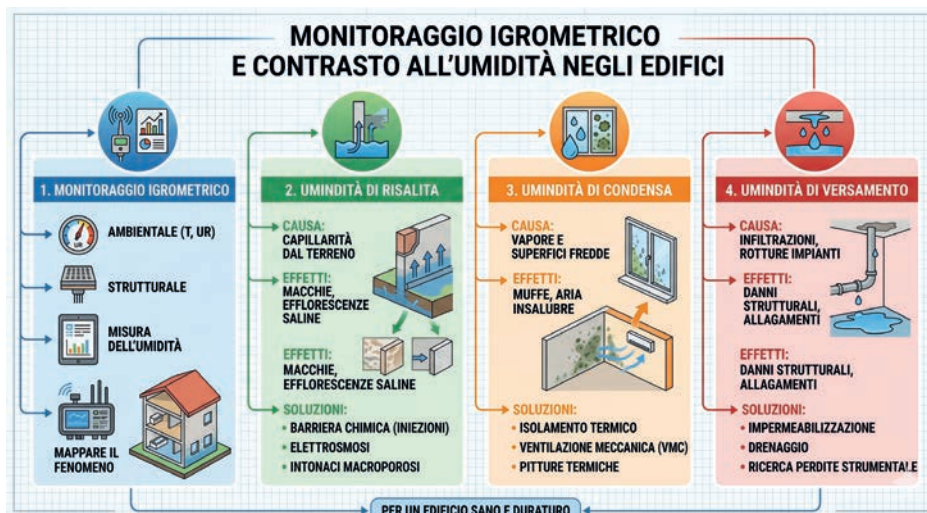 MONITORAGGIO IGROMETRICO
E CONTRASTO ALL'UMIDITÀ NEGLI EDIFICI
1. MONITORAGGIO IGROMETRICO
UR
AMBIENTALE (T, UR)
STRUTTURALE
MISURA
DELL'UMIDITÀ
MAPPARE IL
FENOMENO
2. UMINDITÀ DI RISALITA
CAUSA:
CAPILLARITÀ
DAL TERRENO
EFFETTI:
MACCHIE,
EFFLORESCENZE
SALINE
EFFETTI:
MACCHIE,
EFFLORESCENZE SALINE
SOLUZIONI:
• BARRIERA CHIMICA (INIEZIONI)
• ELETTROSMOSI
• INTONACI MACROPOROSI
3. UMINDITÀ DI CONDENSA
CAUSA:
VAPORE E
SUPERFICI FREDDE
EFFETTI:
MUFFE, ARIA
INSALUBRE
SOLUZIONI:
• ISOLAMENTO TERMICO
• VENTILAZIONE MECCANICA (VMC)
• PITTURE TERMICHE
4. UMINDITÀ DI VERSAMENTO
CAUSA:
INFILTRAZIONI,
ROTTURE IMPIANTI
EFFETTI:
DANNI
STRUTTURALI,
ALLAGAMENTI
EFFETTI:
DANNI STRUTTURALI,
ALLAGAMENTI
SOLUZIONI:
• IMPERMEABILIZZAZIONE
• DRENAGGIO
• RICERCA PERDITE STRUMENTALE
PER UN EDIFICIO SANO E DURATURO